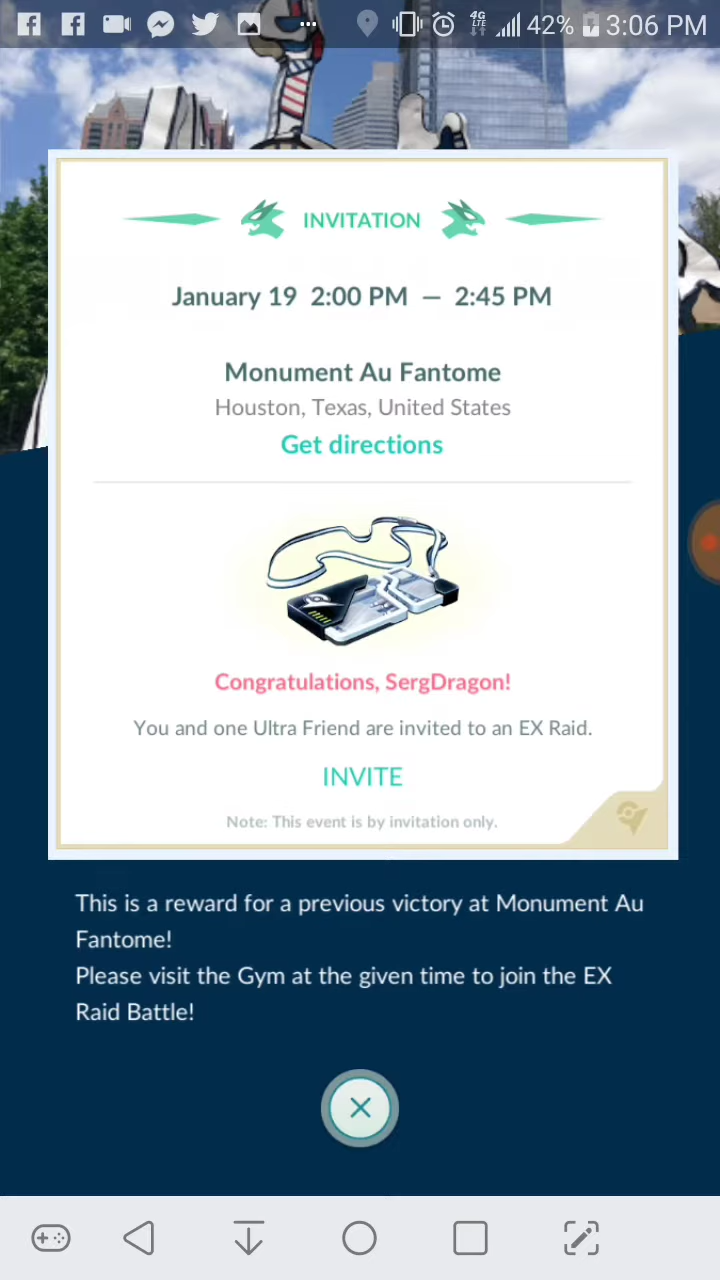 4G LTE 42% 3:06 PM
INVITATION
January 19 2:00 PM — 2:45 PM
Monument Au Fantome
Houston, Texas, United States
Get directions
Congratulations, SergDragon!
You and one Ultra Friend are invited to an EX Raid.
INVITE
Note: This event is by invitation only.
This is a reward for a previous victory at Monument Au
Fantome!
Please visit the Gym at the given time to join the EX
Raid Battle!